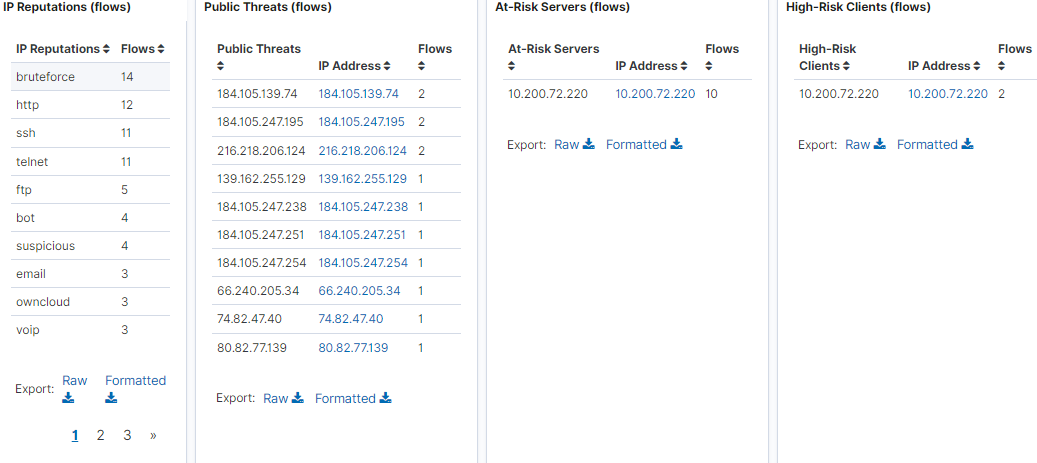 IP Reputations (flows)
IP Reputations Flows
bruteforce 14
http 12
ssh 11
telnet 11
ftp 5
bot 4
suspicious 4
email 3
owncloud 3
voip 3
Export: Raw Formatted
1 2 3 »
Public Threats (flows)
Public Threats IP Address Flows
184.105.139.74 184.105.139.74 2
184.105.247.195 184.105.247.195 2
216.218.206.124 216.218.206.124 2
139.162.255.129 139.162.255.129 1
184.105.247.238 184.105.247.238 1
184.105.247.251 184.105.247.251 1
184.105.247.254 184.105.247.254 1
66.240.205.34 66.240.205.34 1
74.82.47.40 74.82.47.40 1
80.82.77.139 80.82.77.139 1
Export: Raw Formatted
At-Risk Servers (flows)
At-Risk Servers IP Address Flows
10.200.72.220 10.200.72.220 10
Export: Raw Formatted
High-Risk Clients (flows)
High-Risk
Clients IP Address Flows
10.200.72.220 10.200.72.220 2
Export: Raw Formatted